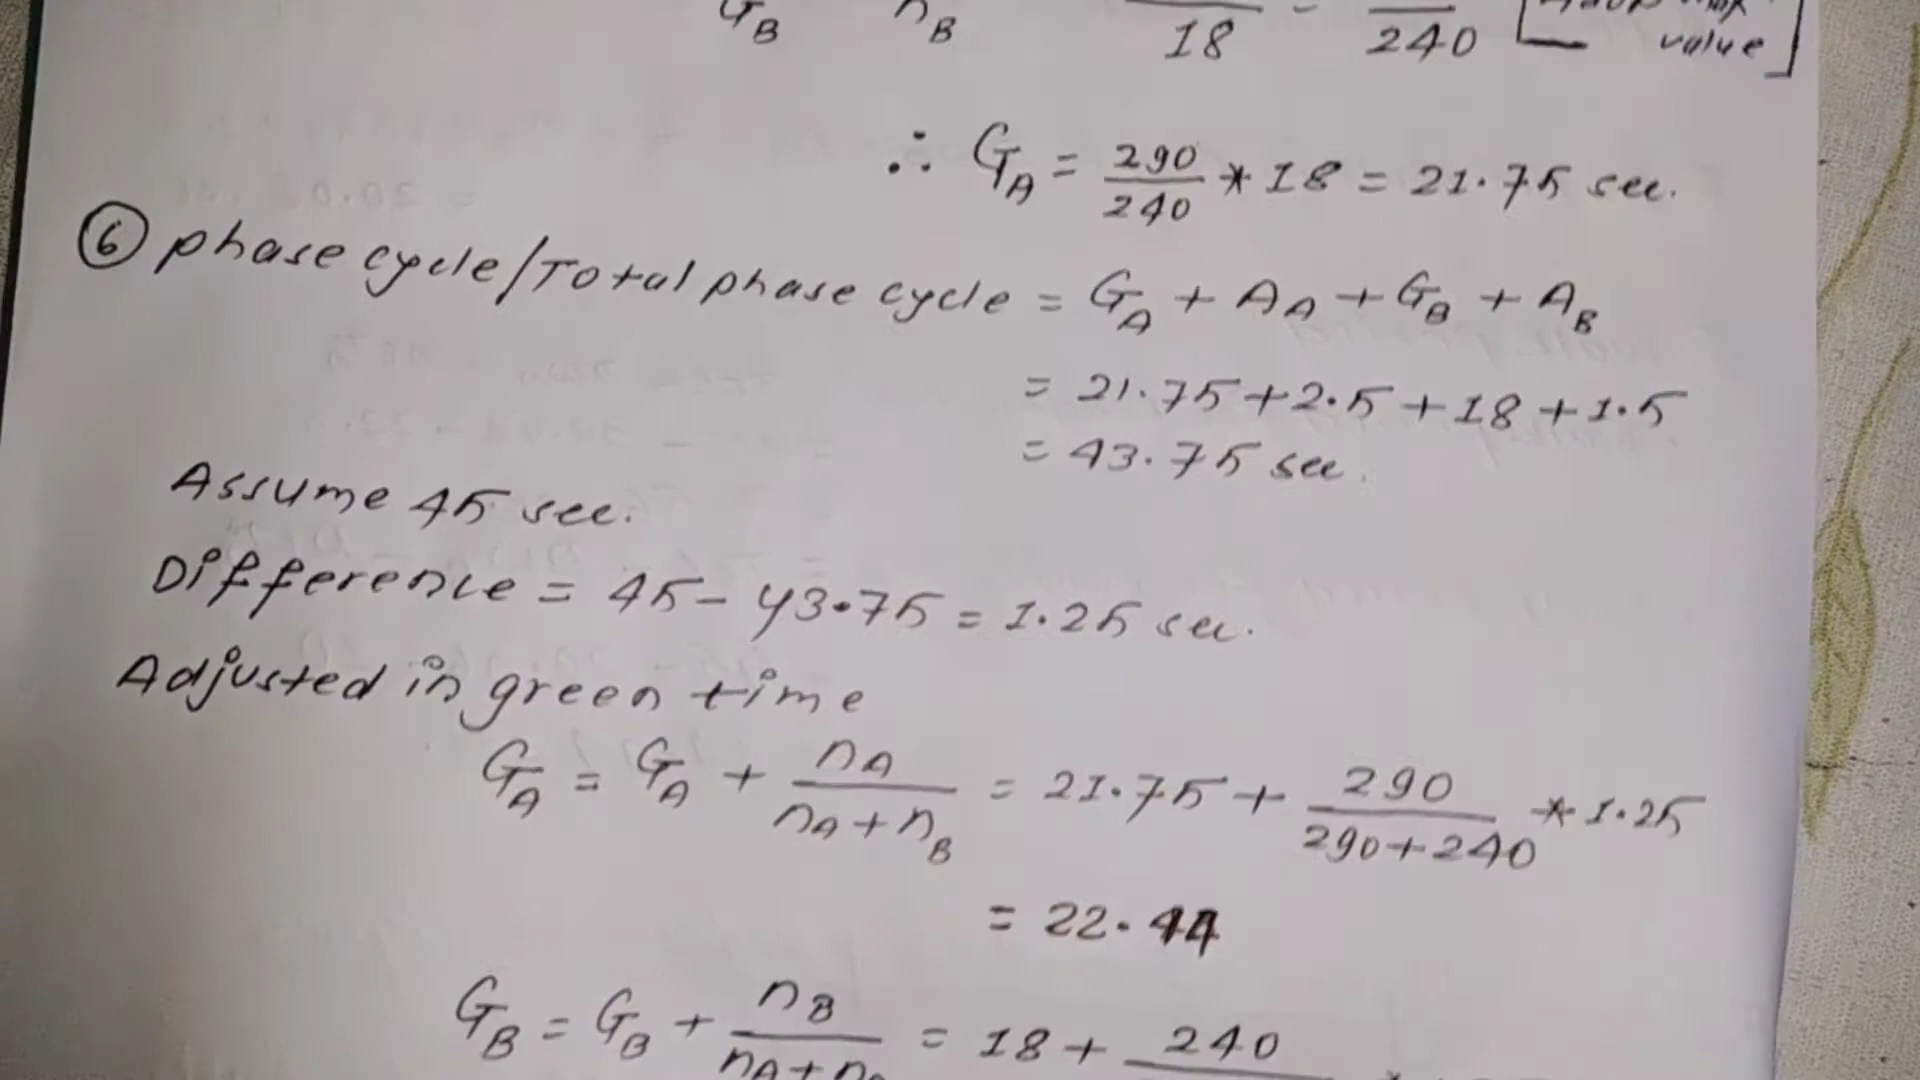 G_B n_B 18 = 240 [ value ]
∴ G_A = 290/240 * 18 = 21.75 sec.
⑥ phase cycle/Total phase cycle = G_A + A_A + G_B + A_B
= 21.75 + 2.5 + 18 + 1.5
= 43.75 sec.
Assume 45 sec.
Difference = 45 - 43.75 = 1.25 sec.
Adjusted in green time
G_A = G_A + n_A/(n_A + n_B) = 21.75 + 290/(290+240) * 1.25
= 22.44
G_B = G_B + n_B/ = 18 + 240